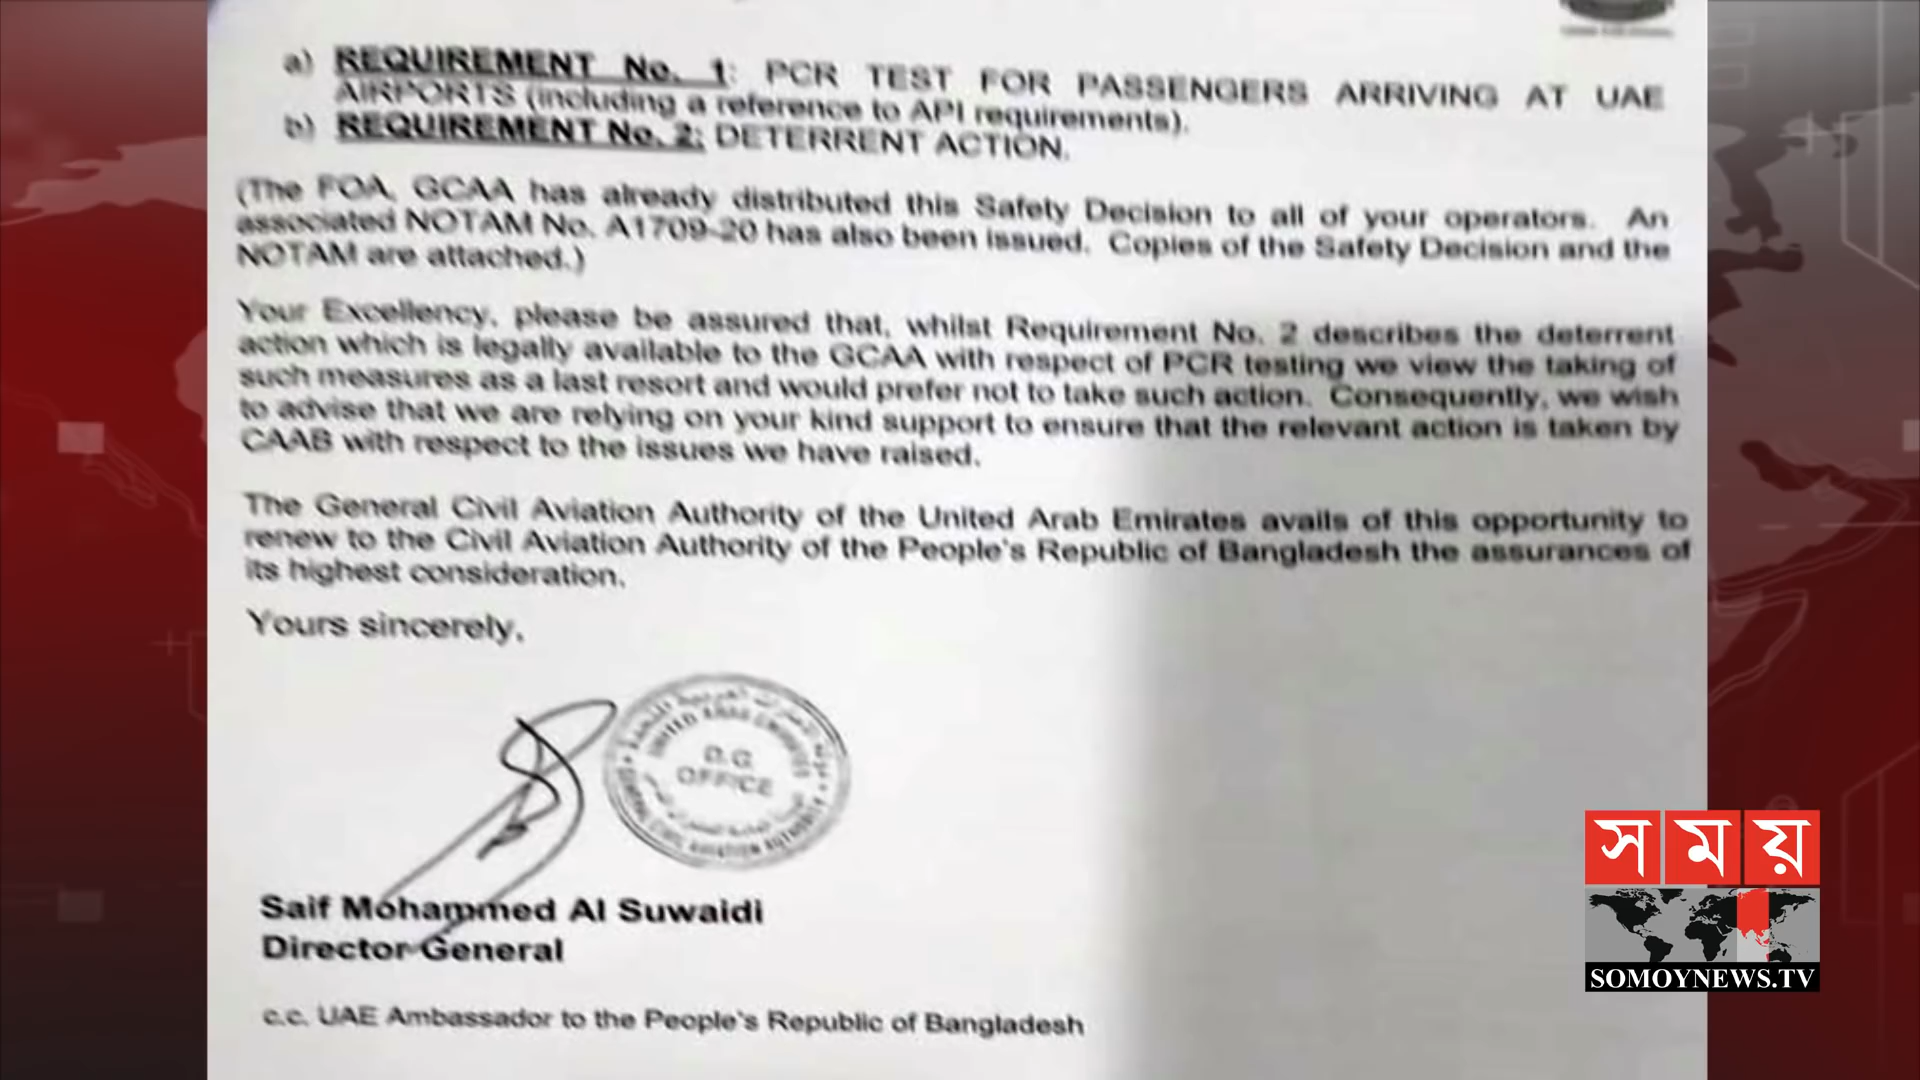 a) REQUIREMENT No. 1: PCR TEST FOR PASSENGERS ARRIVING AT UAE
AIRPORTS (including a reference to API requirements).
b) REQUIREMENT No. 2: DETERRENT ACTION.
(The FOA, GCAA has already distributed this Safety Decision to all of your operators. An
associated NOTAM No. A1709-20 has also been issued. Copies of the Safety Decision and the
NOTAM are attached.)
Your Excellency, please be assured that, whilst Requirement No. 2 describes the deterrent
action which is legally available to the GCAA with respect of PCR testing we view the taking of
such measures as a last resort and would prefer not to take such action. Consequently, we wish
to advise that we are relying on your kind support to ensure that the relevant action is taken by
CAAB with respect to the issues we have raised.
The General Civil Aviation Authority of the United Arab Emirates avails of this opportunity to
renew to the Civil Aviation Authority of the People's Republic of Bangladesh the assurances of
its highest consideration.
Yours sincerely,
UNITED ARAB EMIRATES
D.G.
OFFICE
GENERAL CIVIL AVIATION AUTHORITY
Saif Mohammed Al Suwaidi
Director General
c.c. UAE Ambassador to the People's Republic of Bangladesh
সময়
SOMOYNEWS.TV